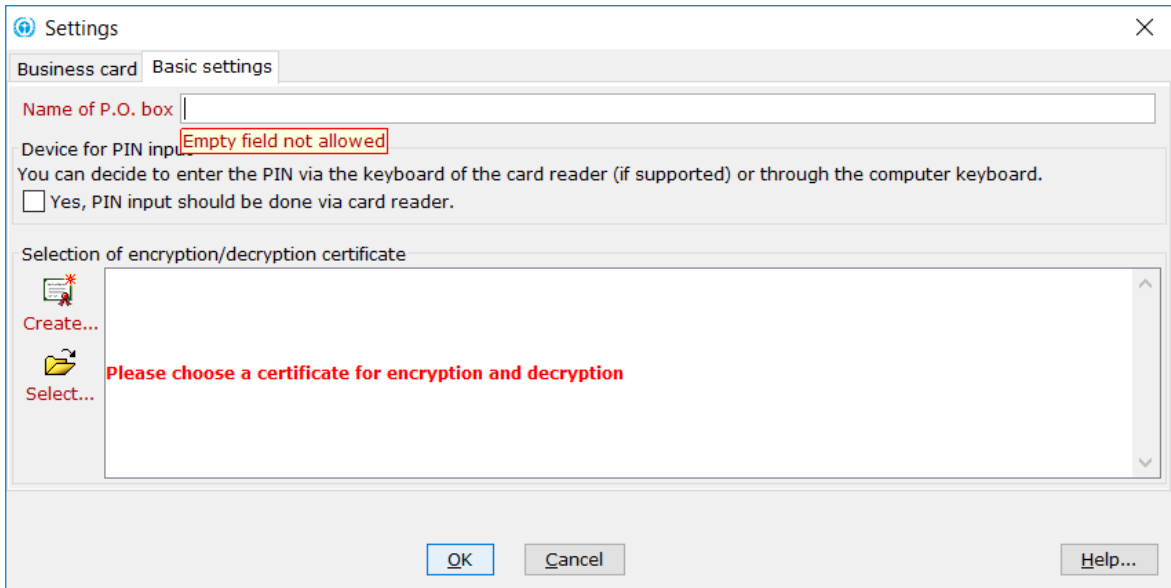 Settings
Business card Basic settings
Name of P.O. box
Empty field not allowed
Device for PIN input
You can decide to enter the PIN via the keyboard of the card reader (if supported) or through the computer keyboard.
Yes, PIN input should be done via card reader.
Selection of encryption/decryption certificate
Create...
Please choose a certificate for encryption and decryption
Select...
OK Cancel Help...